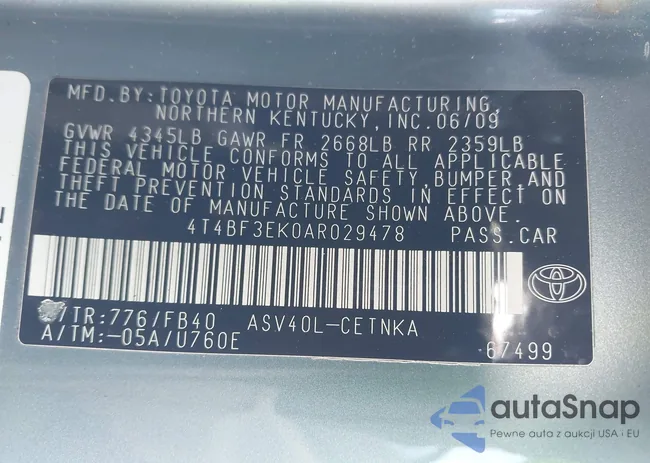 MFD.BY:TOYOTA MOTOR MANUFACTURING,
NORTHERN KENTUCKY,INC.06/09
GVWR 4345LB GAWR FR 2668LB RR 2359LB
THIS VEHICLE CONFORMS TO ALL APPLICABLE
FEDERAL MOTOR VEHICLE SAFETY,BUMPER,AND
THEFT PREVENTION STANDARDS IN EFFECT ON
THE DATE OF MANUFACTURE SHOWN ABOVE.
4T4BF3EK0AR029478 PASS.CAR
/TR:776/FB40 ASV40L-CETNKA
A/TM:-05A/U760E 67499
autaSnap
Pewne auta z aukcji USA i EU